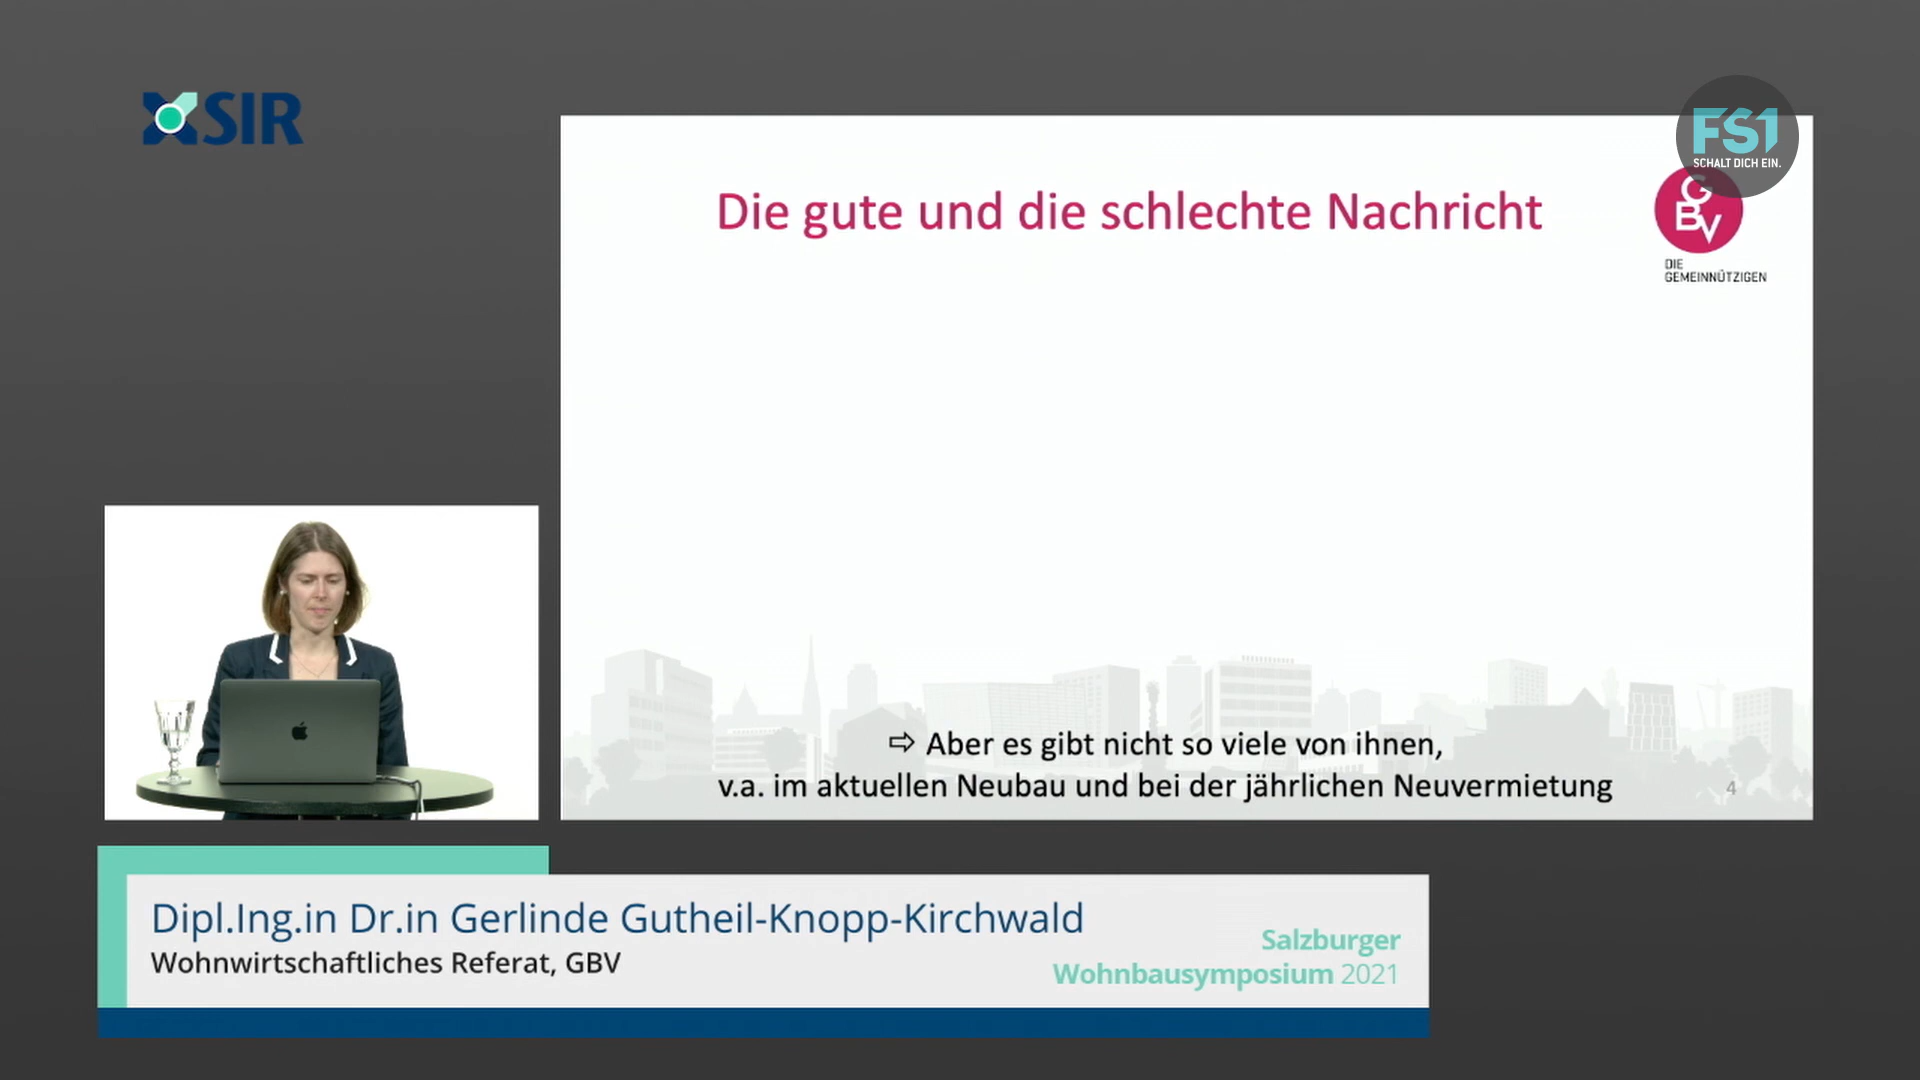 SIR
FS1
SCHALT DICH EIN.
Die gute und die schlechte Nachricht
GBV
DIE
GEMEINNÜTZIGEN
⇨ Aber es gibt nicht so viele von ihnen,
v.a. im aktuellen Neubau und bei der jährlichen Neuvermietung
4
Dipl.Ing.in Dr.in Gerlinde Gutheil-Knopp-Kirchwald
Wohnwirtschaftliches Referat, GBV
Salzburger
Wohnbausymposium 2021